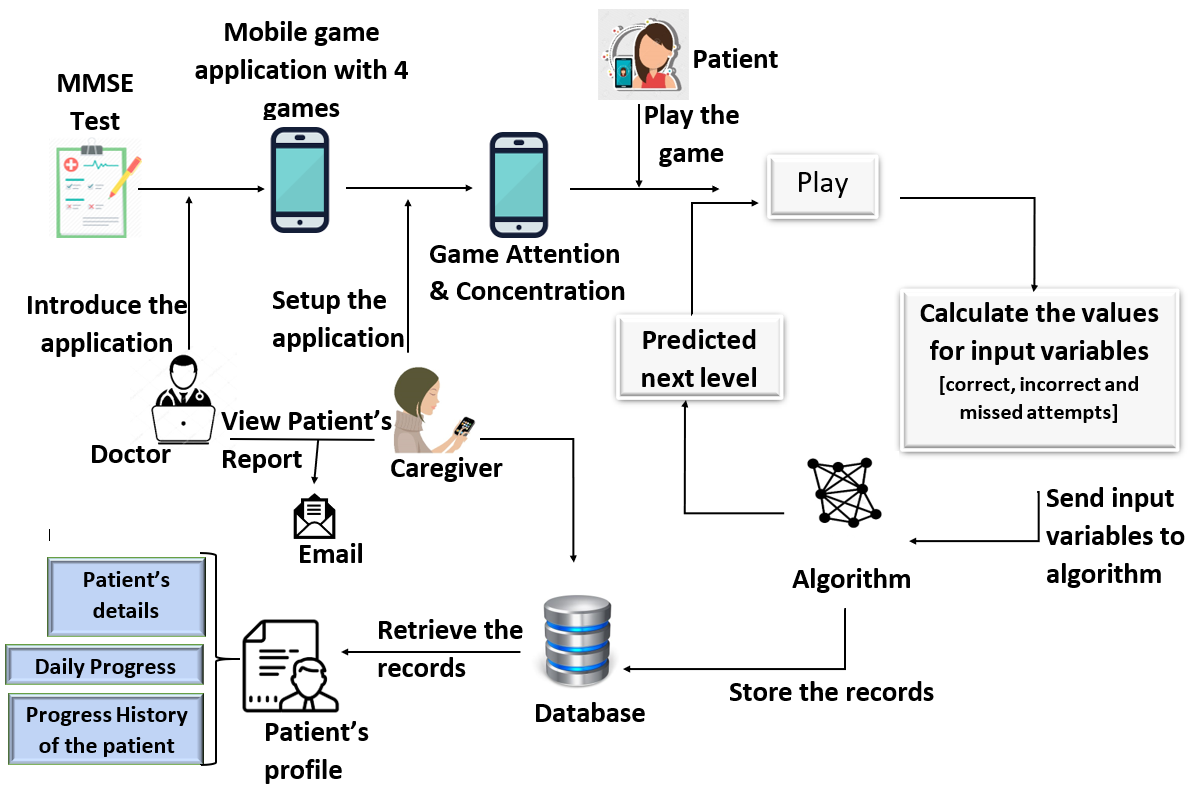 MMSE
Test
Mobile game
application with 4
games
Patient
Play the
game
Play
Game Attention
& Concentration
Introduce the
application
Setup the
application
Predicted
next level
Calculate the values
for input variables
[correct, incorrect and
missed attempts]
Doctor
View Patient's
Report
Caregiver
Email
Send input
variables to
algorithm
Algorithm
Patient's
details
Daily Progress
Progress History
of the patient
Patient's
profile
Retrieve the
records
Database
Store the records